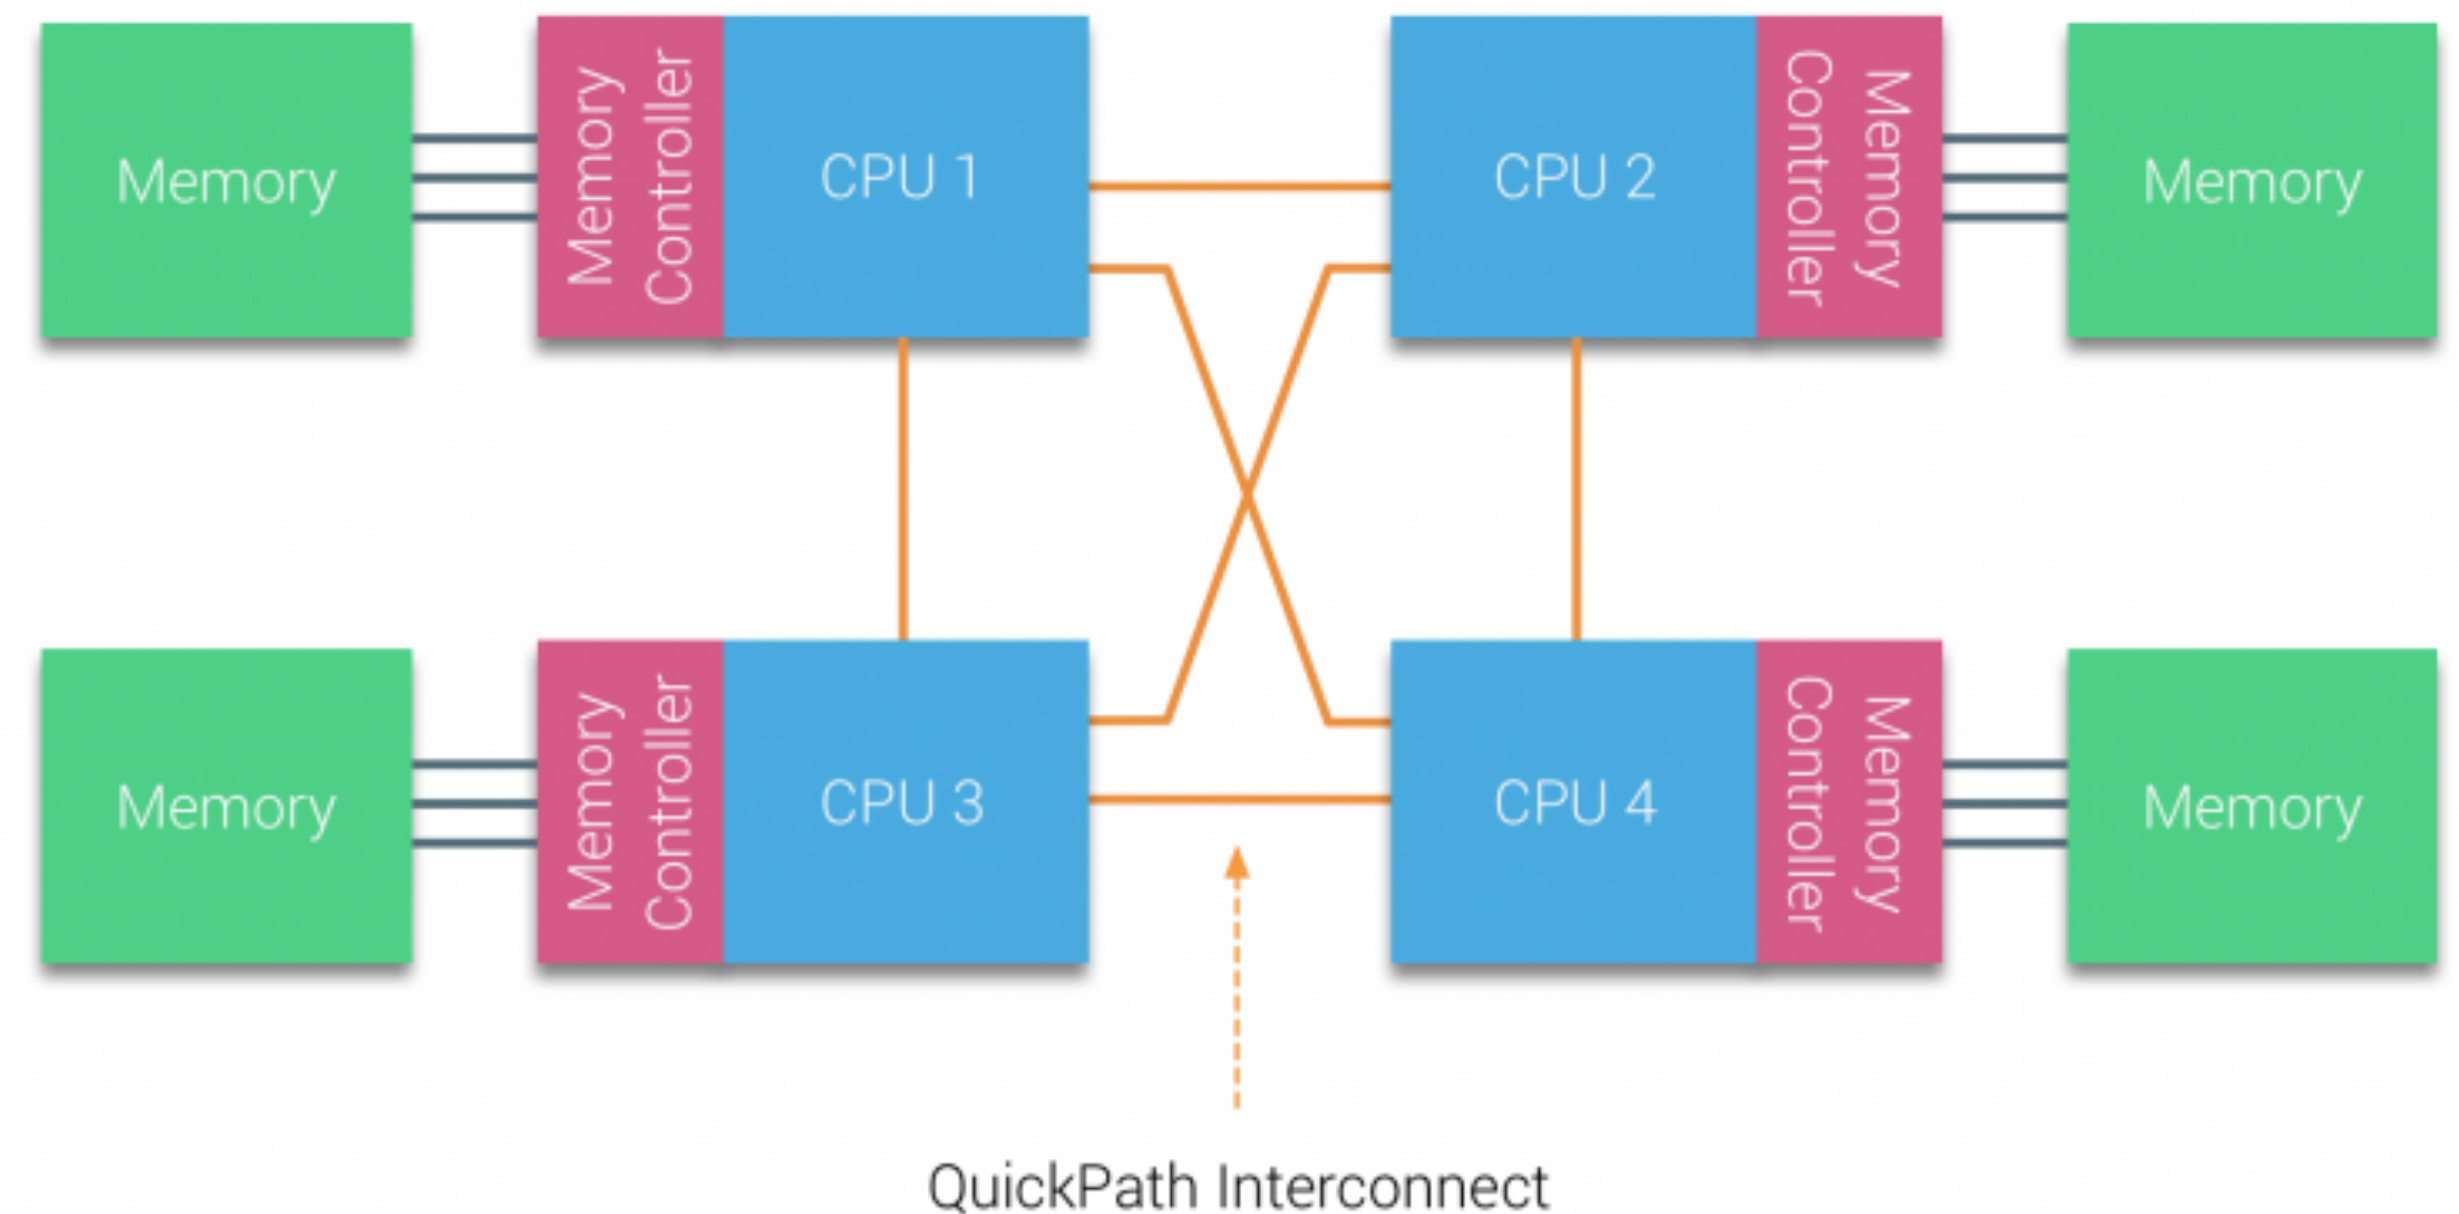 Memory
Memory
Controller
CPU 1
CPU 2
Memory
Controller
Memory
Memory
Memory
Controller
CPU 3
CPU 4
Memory
Controller
Memory
QuickPath Interconnect